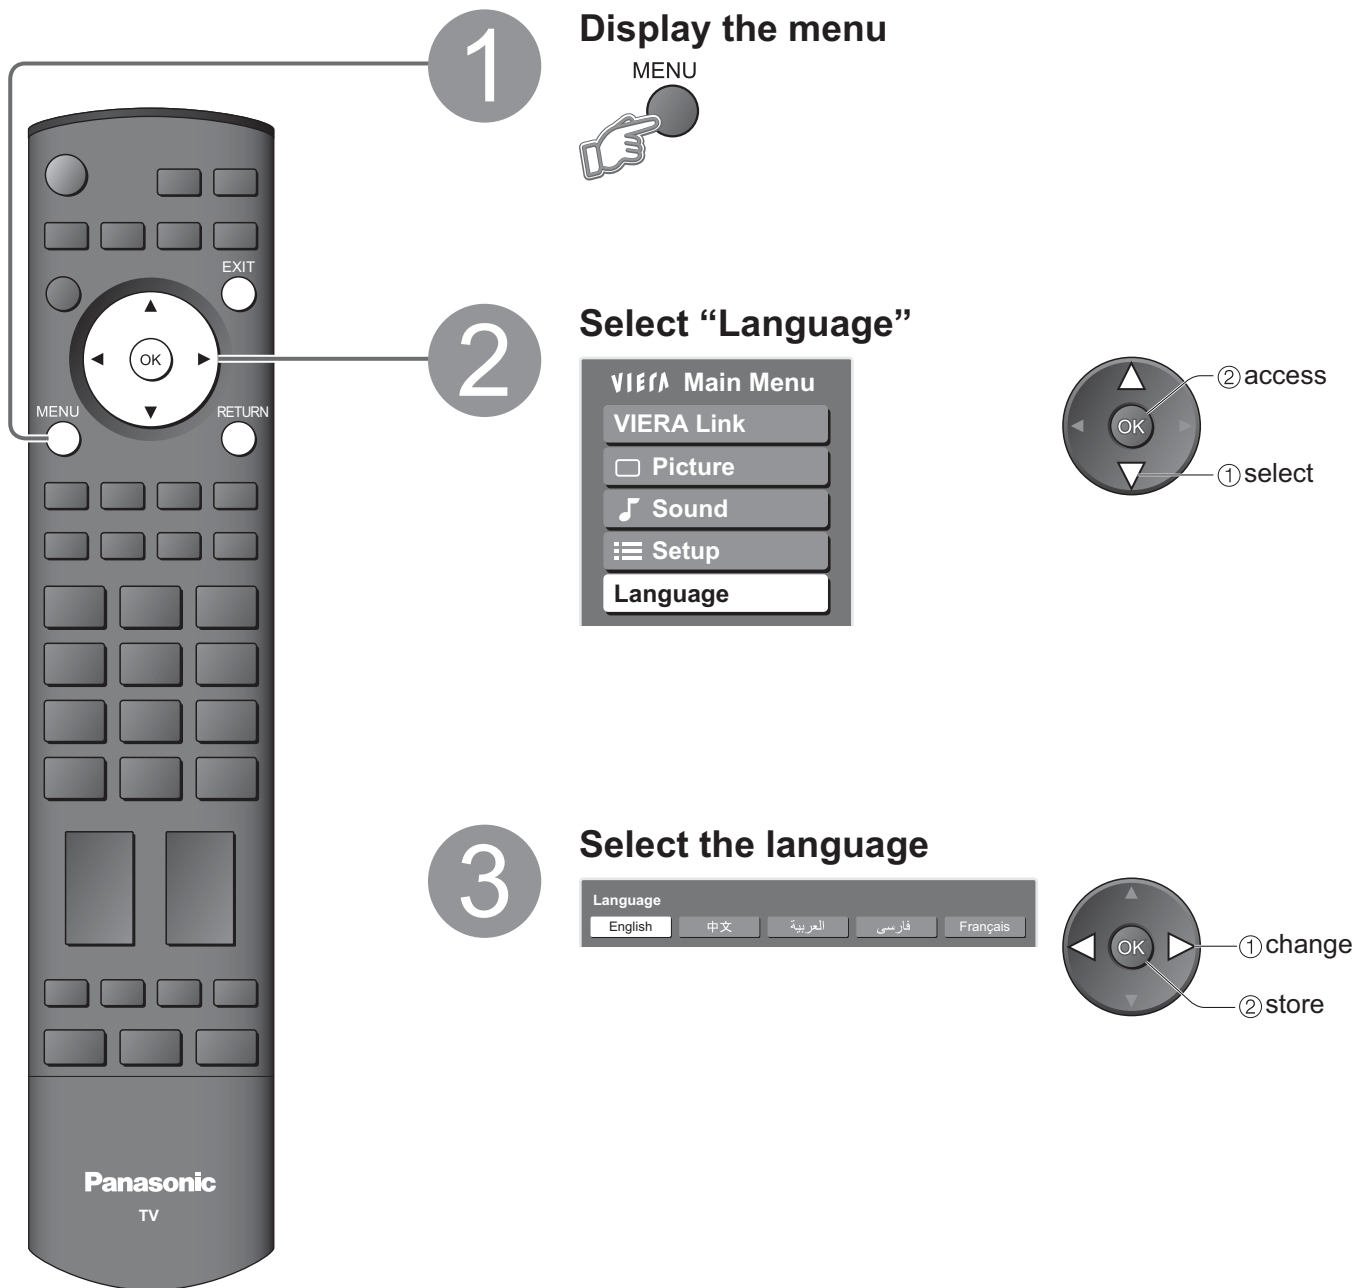 1
Display the menu
MENU
EXIT
OK
MENU
RETURN
Panasonic
TV
2
Select “Language”
VIERA Main Menu
VIERA Link
Picture
Sound
Setup
Language
OK
②access
①select
3
Select the language
Language
English 中文 العربية فارسی Français
OK
①change
②store